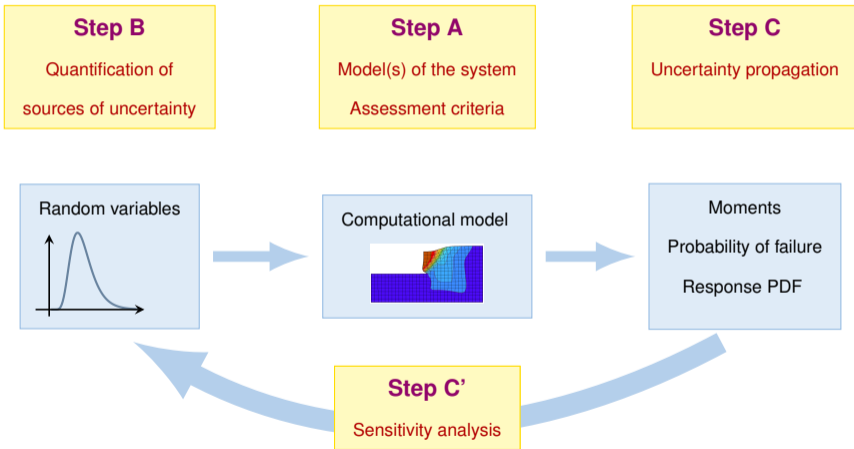 Step B
Quantification of
sources of uncertainty
Step A
Model(s) of the system
Assessment criteria
Step C
Uncertainty propagation
Random variables
Computational model
Moments
Probability of failure
Response PDF
Step C’
Sensitivity analysis